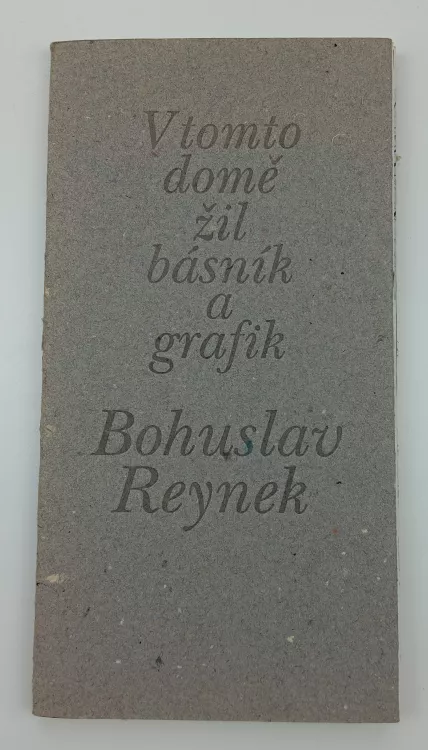 V tomto
domě
žil
básník
a
grafik
Bohuslav
Reynek